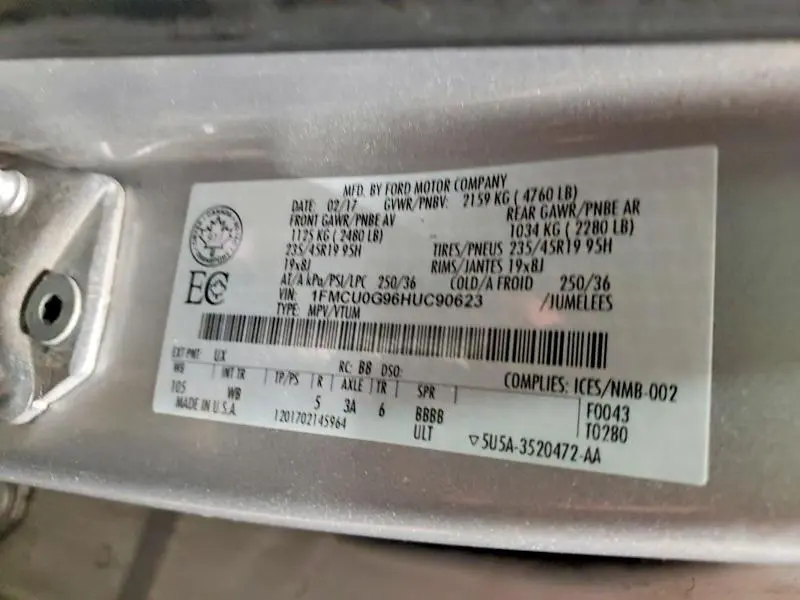 MFD. BY FORD MOTOR COMPANY
DATE: 02/17 GVWR/PNBV: 2159 KG ( 4760 LB)
FRONT GAWR/PNBE AV REAR GAWR/PNBE AR
1125 KG ( 2480 LB) 1034 KG ( 2280 LB)
235/45R19 95H TIRES/PNEUS 235/45R19 95H
19x8J RIMS/JANTES 19x8J
AT/A kPa/PSI/LPC 250/36 COLD/A FROID 250/36
VIN: 1FMCU0G96HUC90623 /JUMELEES
TYPE: MPV/VTUM
EC
EXT PNT: UX RC: BB DSO:
WB INT TR TP/PS R AXLE TR SPR COMPLIES: ICES/NMB-002
105 WB 5 3A 6 BBBB F0043
MADE IN U.S.A. 1201702145964 ULT T0280
▽5U5A-3520472-AA